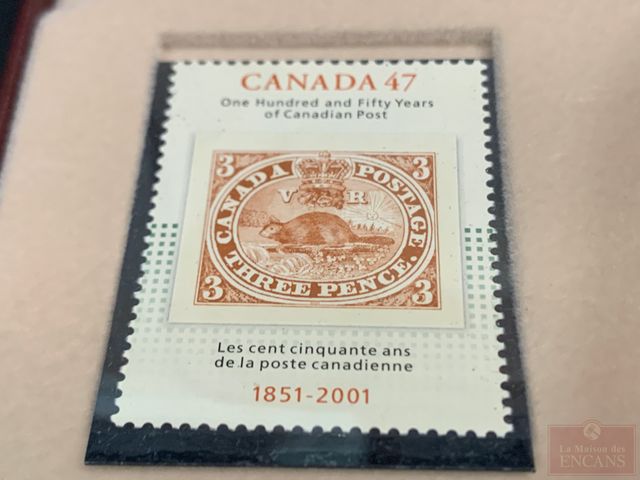 CANADA 47
One Hundred and Fifty Years
of Canadian Post
3 3
CANADA POSTAGE.
V R
THREE PENCE.
3 3
Les cent cinquante ans
de la poste canadienne
1851-2001
La Maison des
ENCANS